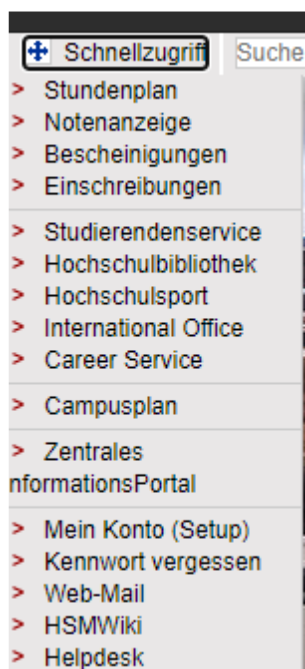 Schnellzugriff Suche
> Stundenplan
> Notenanzeige
> Bescheinigungen
> Einschreibungen
> Studierendenservice
> Hochschulbibliothek
> Hochschulsport
> International Office
> Career Service
> Campusplan
> Zentrales
nformationsPortal
> Mein Konto (Setup)
> Kennwort vergessen
> Web-Mail
> HSMWiki
> Helpdesk